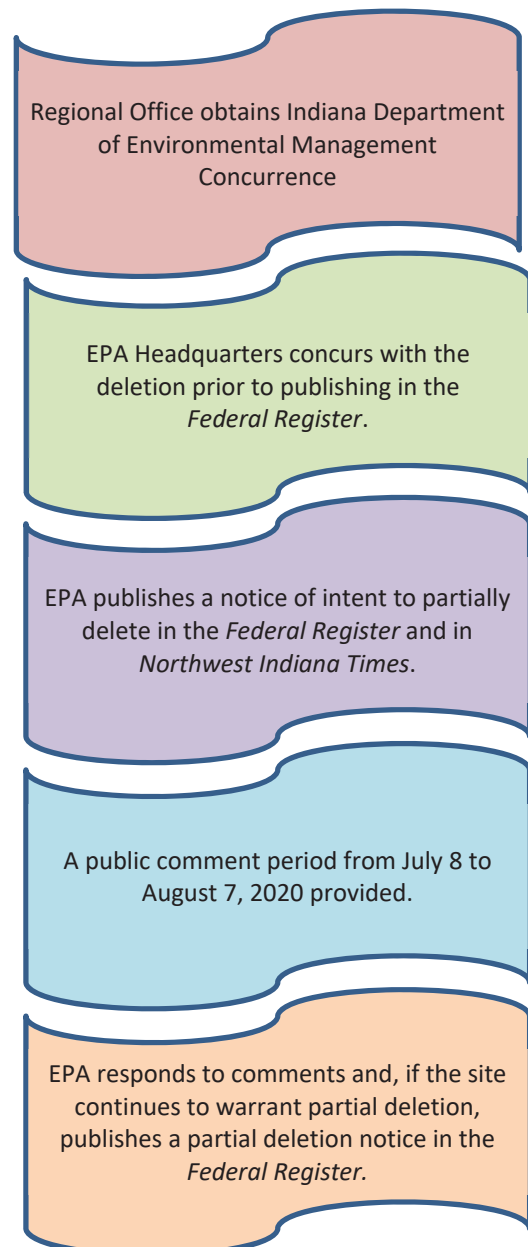 Regional Office obtains Indiana Department
of Environmental Management
Concurrence
EPA Headquarters concurs with the
deletion prior to publishing in the
Federal Register.
EPA publishes a notice of intent to partially
delete in the Federal Register and in
Northwest Indiana Times.
A public comment period from July 8 to
August 7, 2020 provided.
EPA responds to comments and, if the site
continues to warrant partial deletion,
publishes a partial deletion notice in the
Federal Register.